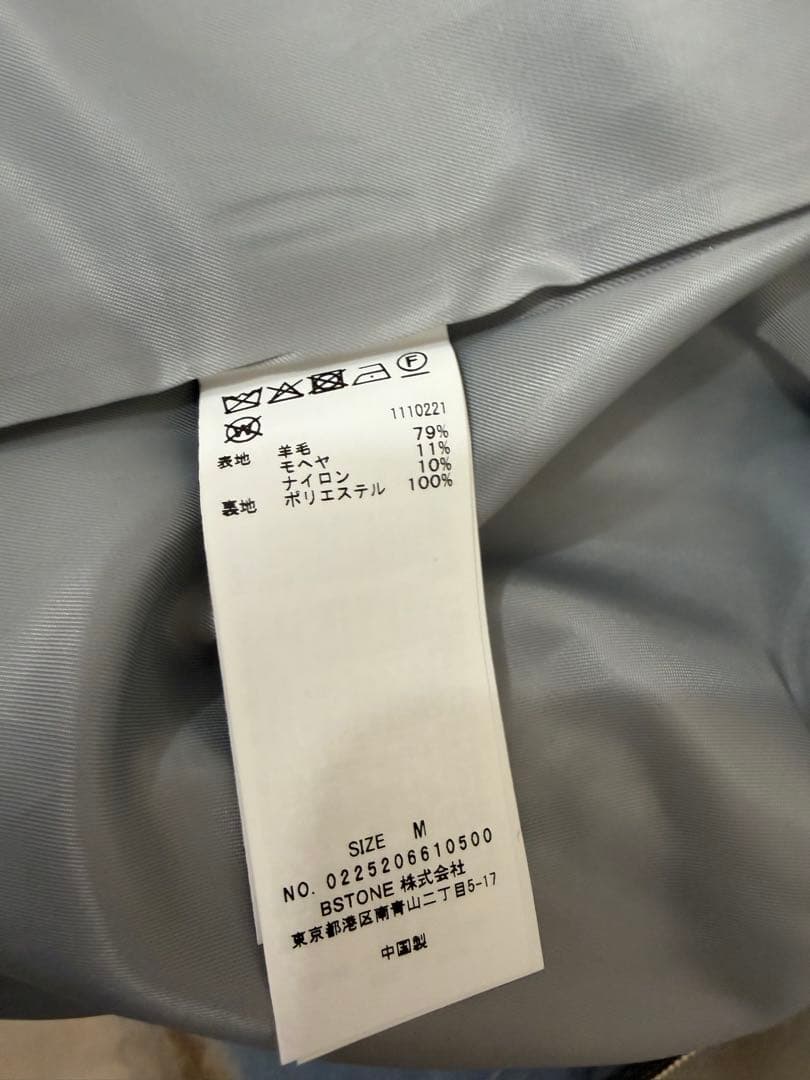 F
W
1110221
表地 羊毛 79%
モヘヤ 11%
ナイロン 10%
裏地 ポリエステル 100%
SIZE M
NO. 0225206610500
BSTONE 株式会社
東京都港区南青山二丁目5-17
中国製